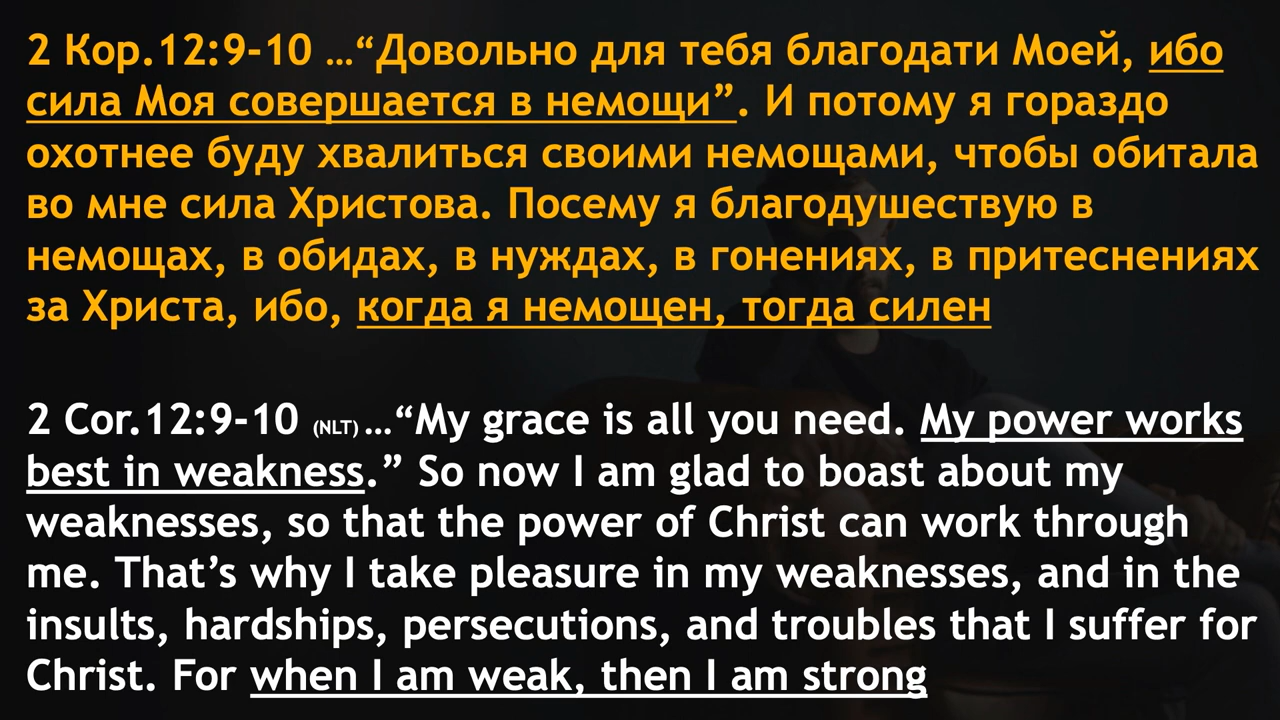 2 Кор.12:9-10 …“Довольно для тебя благодати Моей, ибо
сила Моя совершается в немощи”. И потому я гораздо
охотнее буду хвалиться своими немощами, чтобы обитала
во мне сила Христова. Посему я благодушествую в
немощах, в обидах, в нуждах, в гонениях, в притеснениях
за Христа, ибо, когда я немощен, тогда силен
2 Cor.12:9-10 (NLT) …“My grace is all you need. My power works
best in weakness.” So now I am glad to boast about my
weaknesses, so that the power of Christ can work through
me. That’s why I take pleasure in my weaknesses, and in the
insults, hardships, persecutions, and troubles that I suffer for
Christ. For when I am weak, then I am strong